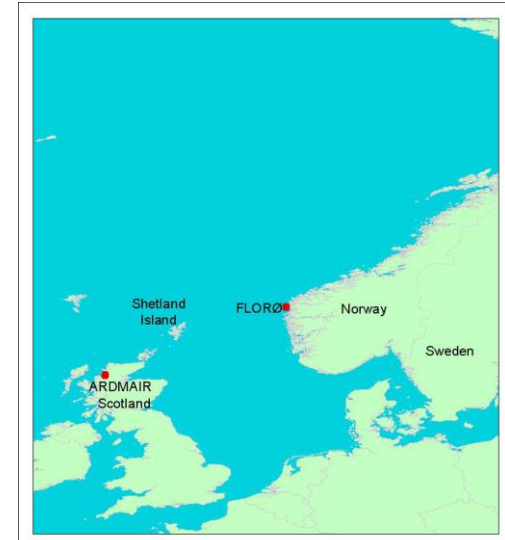 Shetland
Island
FLORØ
Norway
Sweden
ARDMAIR
Scotland